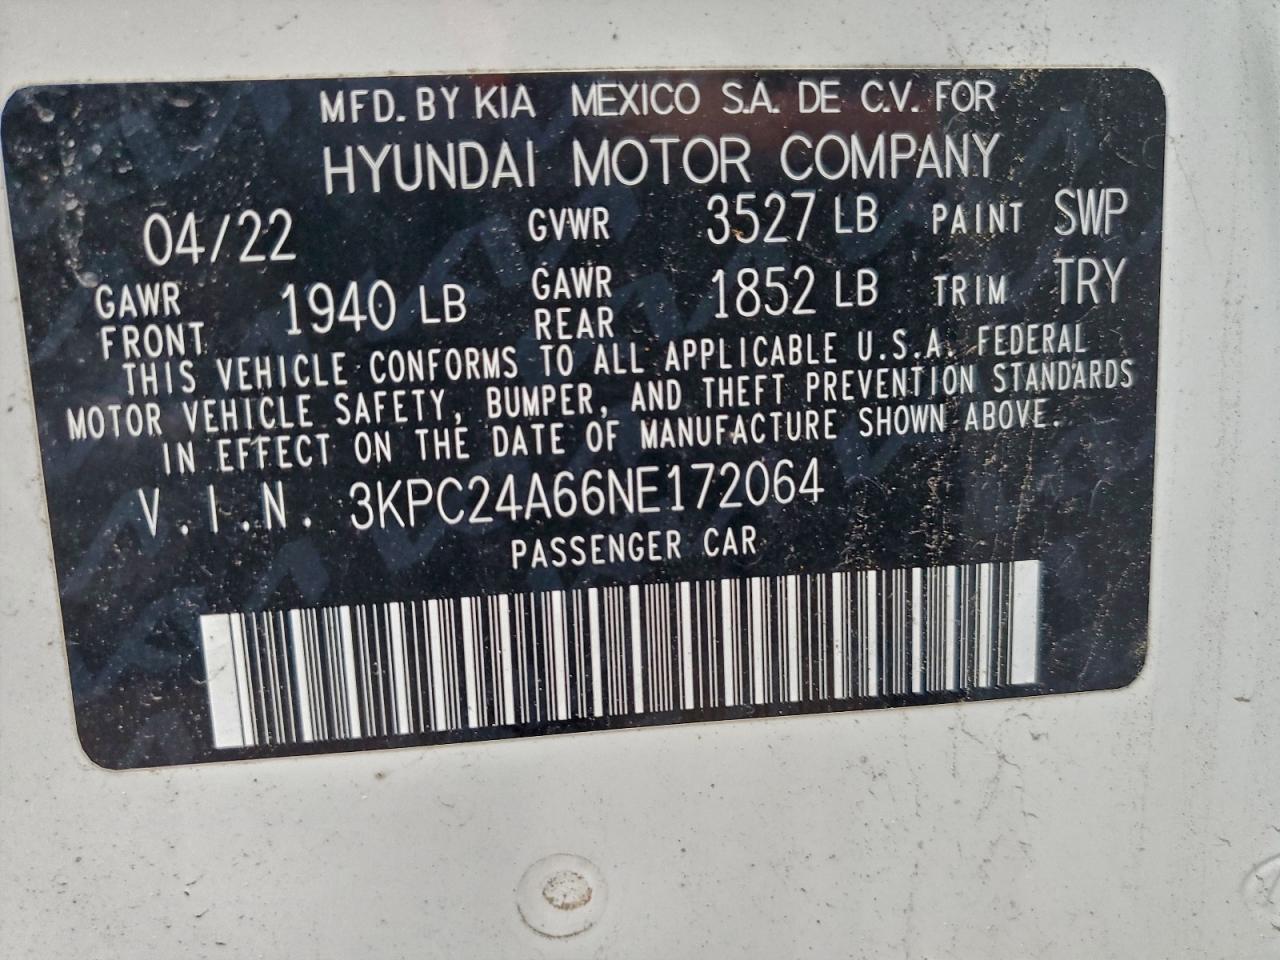 MFD. BY KIA MEXICO S.A. DE C.V. FOR
HYUNDAI MOTOR COMPANY
04/22 GVWR 3527 LB PAINT SWP
GAWR FRONT 1940 LB GAWR REAR 1852 LB TRIM TRY
THIS VEHICLE CONFORMS TO ALL APPLICABLE U.S.A. FEDERAL
MOTOR VEHICLE SAFETY, BUMPER, AND THEFT PREVENTION STANDARDS
IN EFFECT ON THE DATE OF MANUFACTURE SHOWN ABOVE.
V.I.N. 3KPC24A66NE172064
PASSENGER CAR